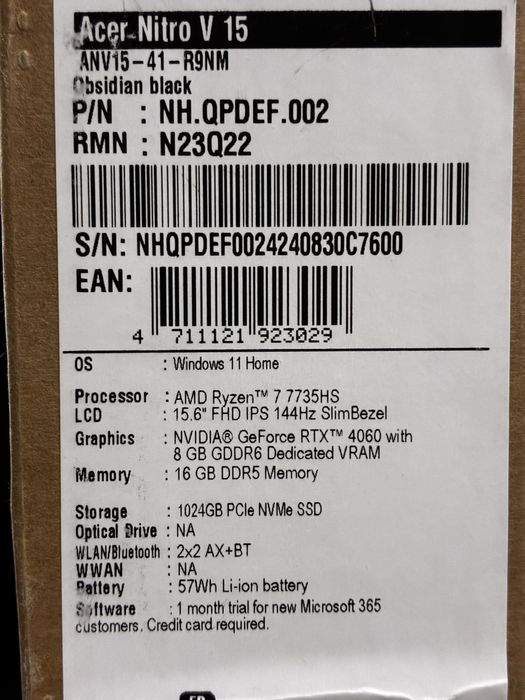 Acer Nitro V 15
ANV15-41-R9NM
Obsidian black
P/N : NH.QPDEF.002
RMN : N23Q22
S/N: NHQPDEF0024240830C7600
EAN:
4 711121 923029
OS : Windows 11 Home
Processor : AMD Ryzen™ 7 7735HS
LCD : 15.6" FHD IPS 144Hz SlimBezel
Graphics : NVIDIA® GeForce RTX™ 4060 with
8 GB GDDR6 Dedicated VRAM
Memory : 16 GB DDR5 Memory
Storage : 1024GB PCIe NVMe SSD
Optical Drive : NA
WLAN/Bluetooth : 2x2 AX+BT
WWAN : NA
Battery : 57Wh Li-ion battery
Software : 1 month trial for new Microsoft 365
customers. Credit card required.